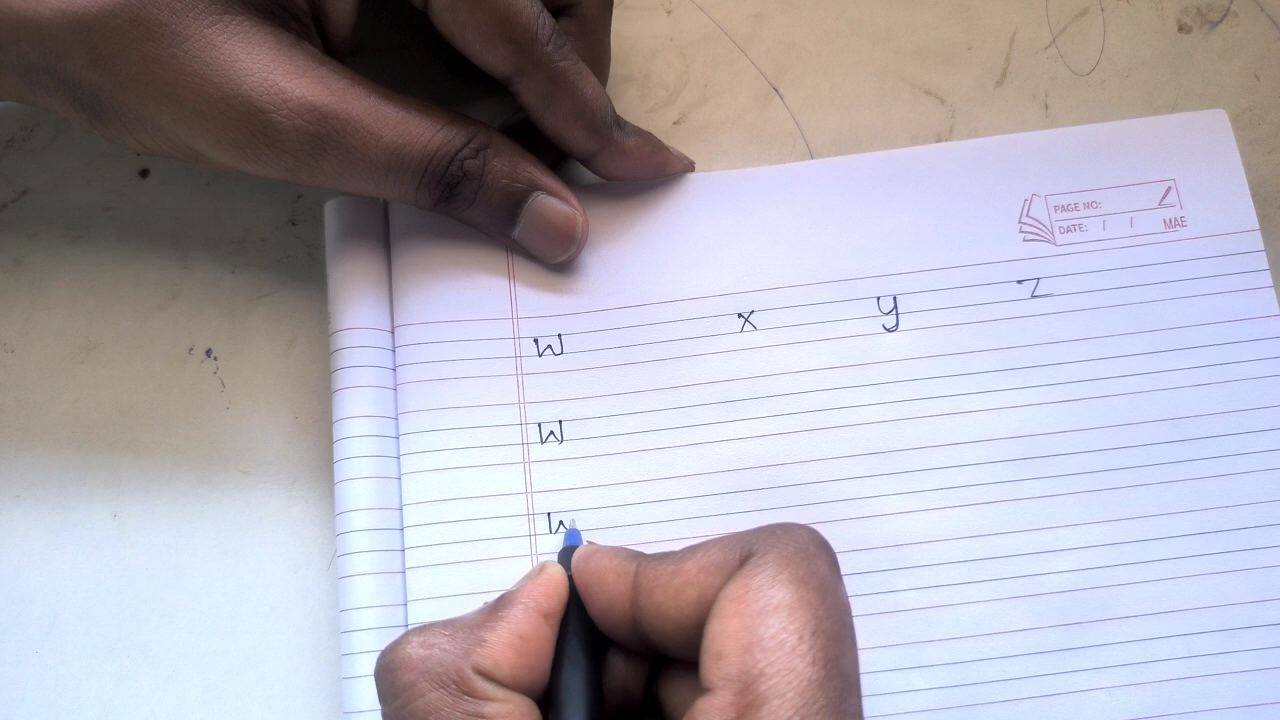 PAGE NO:
DATE: / / MAE
w x y z
w
w